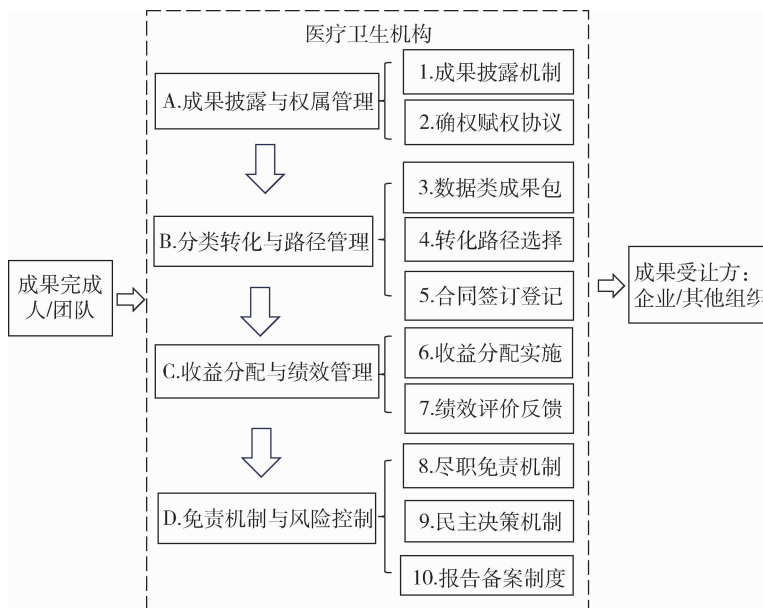 医疗卫生机构
A.成果披露与权属管理
1.成果披露机制
2.确权赋权协议
B.分类转化与路径管理
3.数据类成果包
4.转化路径选择
5.合同签订登记
成果完成
人/团队
成果受让方：
企业/其他组织
C.收益分配与绩效管理
6.收益分配实施
7.绩效评价反馈
D.免责机制与风险控制
8.尽职免责机制
9.民主决策机制
10.报告备案制度